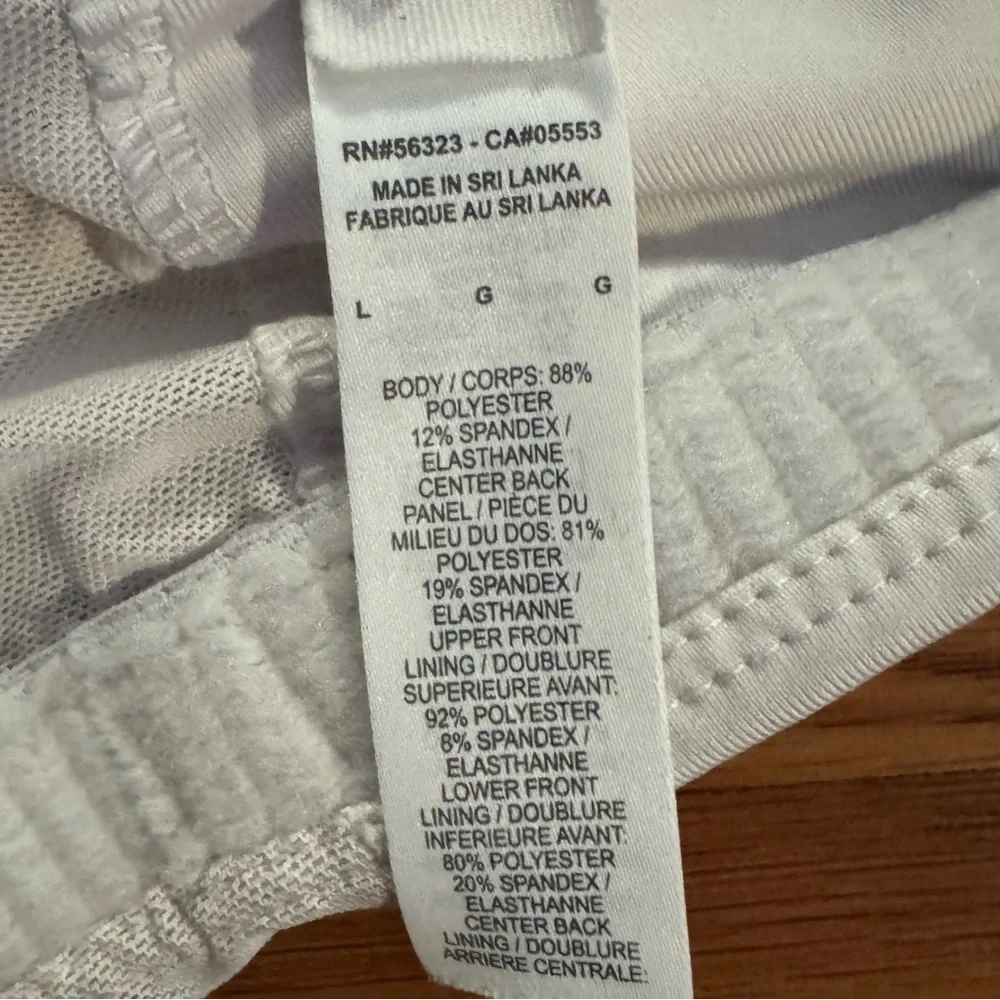 RN#56323 - CA#05553
MADE IN SRI LANKA
FABRIQUE AU SRI LANKA
L G G
BODY / CORPS: 88%
POLYESTER
12% SPANDEX /
ELASTHANNE
CENTER BACK
PANEL / PIÈCE DU
MILIEU DU DOS: 81%
POLYESTER
19% SPANDEX /
ELASTHANNE
UPPER FRONT
LINING / DOUBLURE
SUPERIEURE AVANT:
92% POLYESTER
8% SPANDEX /
ELASTHANNE
LOWER FRONT
LINING / DOUBLURE
INFERIEURE AVANT:
80% POLYESTER
20% SPANDEX /
ELASTHANNE
CENTER BACK
LINING / DOUBLURE
ARRIERE CENTRALE: